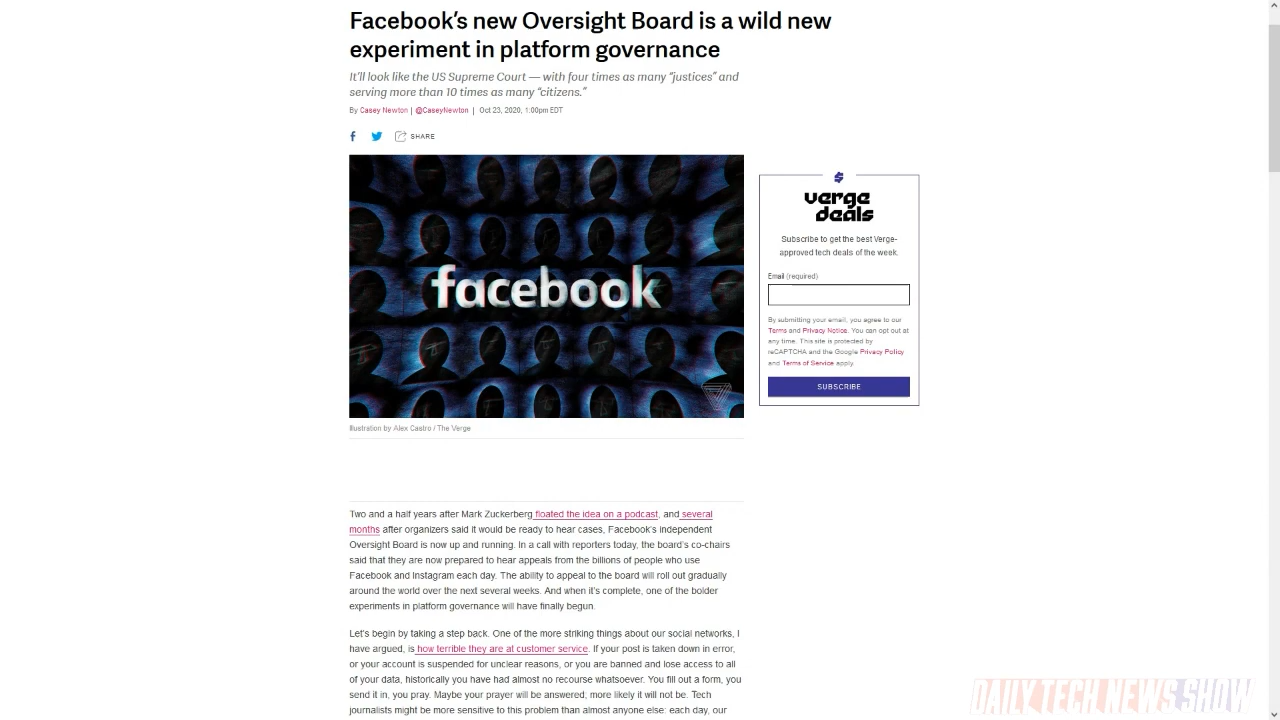 Facebook's new Oversight Board is a wild new
experiment in platform governance
It'll look like the US Supreme Court — with four times as many “justices” and
serving more than 10 times as many “citizens.”
By Casey Newton | @CaseyNewton | Oct 23, 2020, 1:00pm EDT
SHARE
facebook
Illustration by Alex Castro / The Verge
verge
deals
Subscribe to get the best Verge-
approved tech deals of the week.
Email (required)
By submitting your email, you agree to our
Terms and Privacy Notice. You can opt out at
any time. This site is protected by
reCAPTCHA and the Google Privacy Policy
and Terms of Service apply.
SUBSCRIBE
Two and a half years after Mark Zuckerberg floated the idea on a podcast, and several
months after organizers said it would be ready to hear cases, Facebook's independent
Oversight Board is now up and running. In a call with reporters today, the board's co-chairs
said that they are now prepared to hear appeals from the billions of people who use
Facebook and Instagram each day. The ability to appeal to the board will roll out gradually
around the world over the next several weeks. And when it's complete, one of the bolder
experiments in platform governance will have finally begun.
Let's begin by taking a step back. One of the more striking things about our social networks, I
have argued, is how terrible they are at customer service. If your post is taken down in error,
or your account is suspended for unclear reasons, or you are banned and lose access to all
of your data, historically you have had almost no recourse whatsoever. You fill out a form, you
send it in, you pray. Maybe your prayer will be answered; more likely it will not be. Tech
journalists might be more sensitive to this problem than almost anyone else: each day, our
DAILY TECH NEWS SHOW